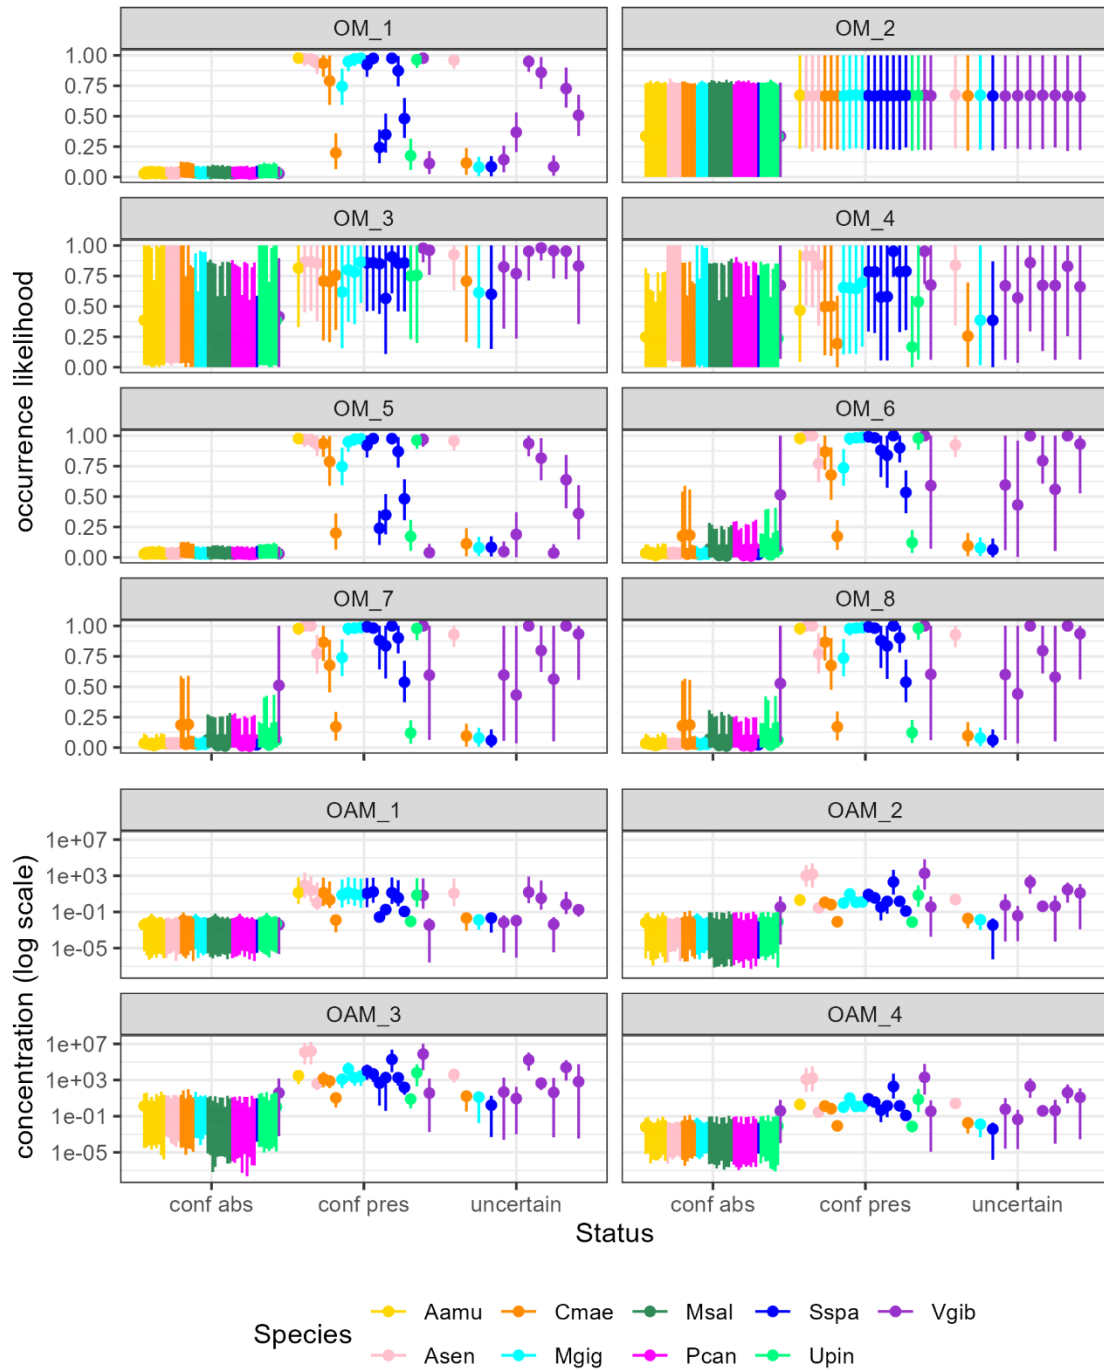 OM_1
OM_2
1.00
0.75
0.50
0.25
0.00
OM_3
OM_4
1.00
0.75
0.50
0.25
0.00
occurrence likelihood
OM_5
OM_6
1.00
0.75
0.50
0.25
0.00
OM_7
OM_8
1.00
0.75
0.50
0.25
0.00
OAM_1
OAM_2
1e+07
1e+03
1e-01
1e-05
concentration (log scale)
OAM_3
OAM_4
1e+07
1e+03
1e-01
1e-05
conf abs conf pres uncertain
conf abs conf pres uncertain
Status
Species
Aamu Cmae Msal Sspa Vgib
Asen Mgig Pcan Upin